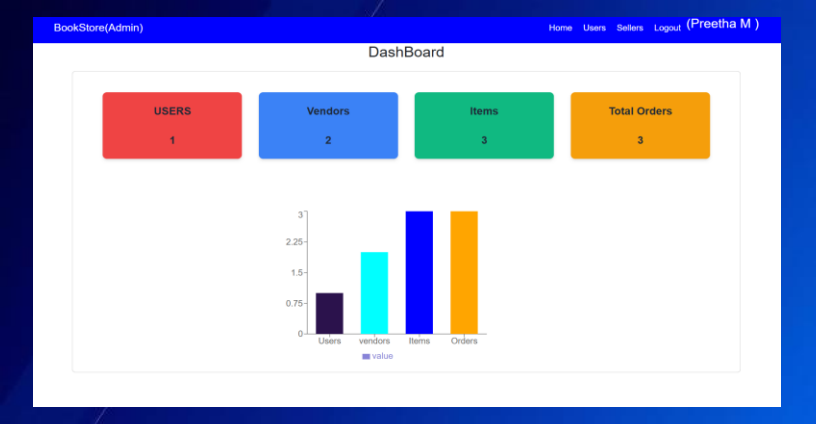 BookStore(Admin) Home Users Sellers Logout (Preetha M )
DashBoard
USERS Vendors Items Total Orders
1 2 3 3
3
2.25
1.5
0.75
0
Users vendors Items Orders
value